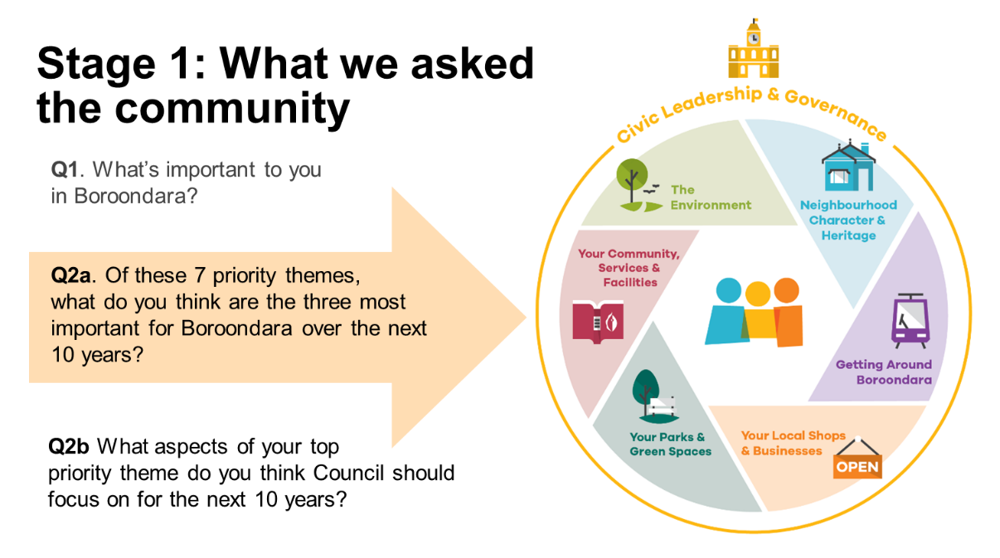 Stage 1: What we asked
the community
Q1. What’s important to you
in Boroondara?
Q2a. Of these 7 priority themes,
what do you think are the three most
important for Boroondara over the next
10 years?
Q2b What aspects of your top
priority theme do you think Council should
focus on for the next 10 years?
Civic Leadership & Governance
The
Environment
Neighbourhood
Character &
Heritage
Your Community,
Services &
Facilities
Getting Around
Boroondara
Your Parks &
Green Spaces
Your Local Shops
& Businesses
OPEN